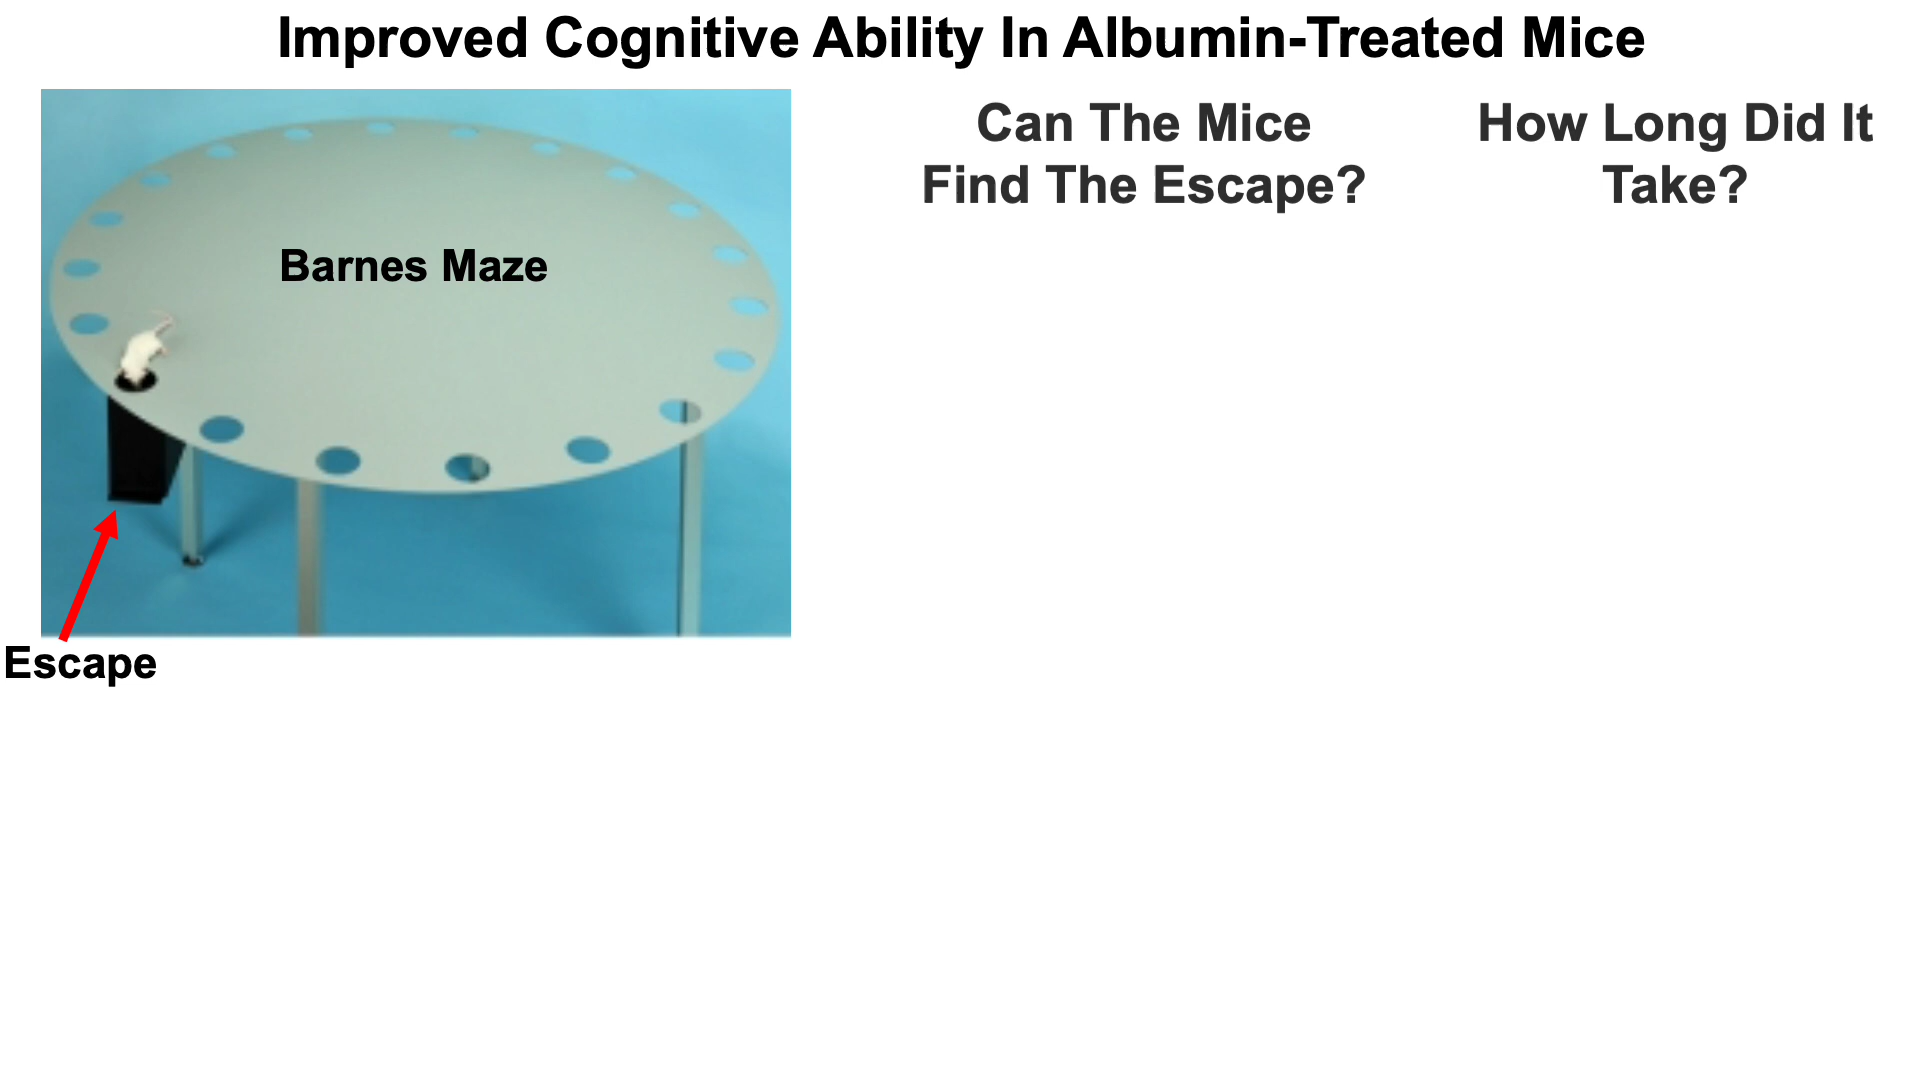 Improved Cognitive Ability In Albumin-Treated Mice
Can The Mice
Find The Escape?
How Long Did It
Take?
Barnes Maze
Escape